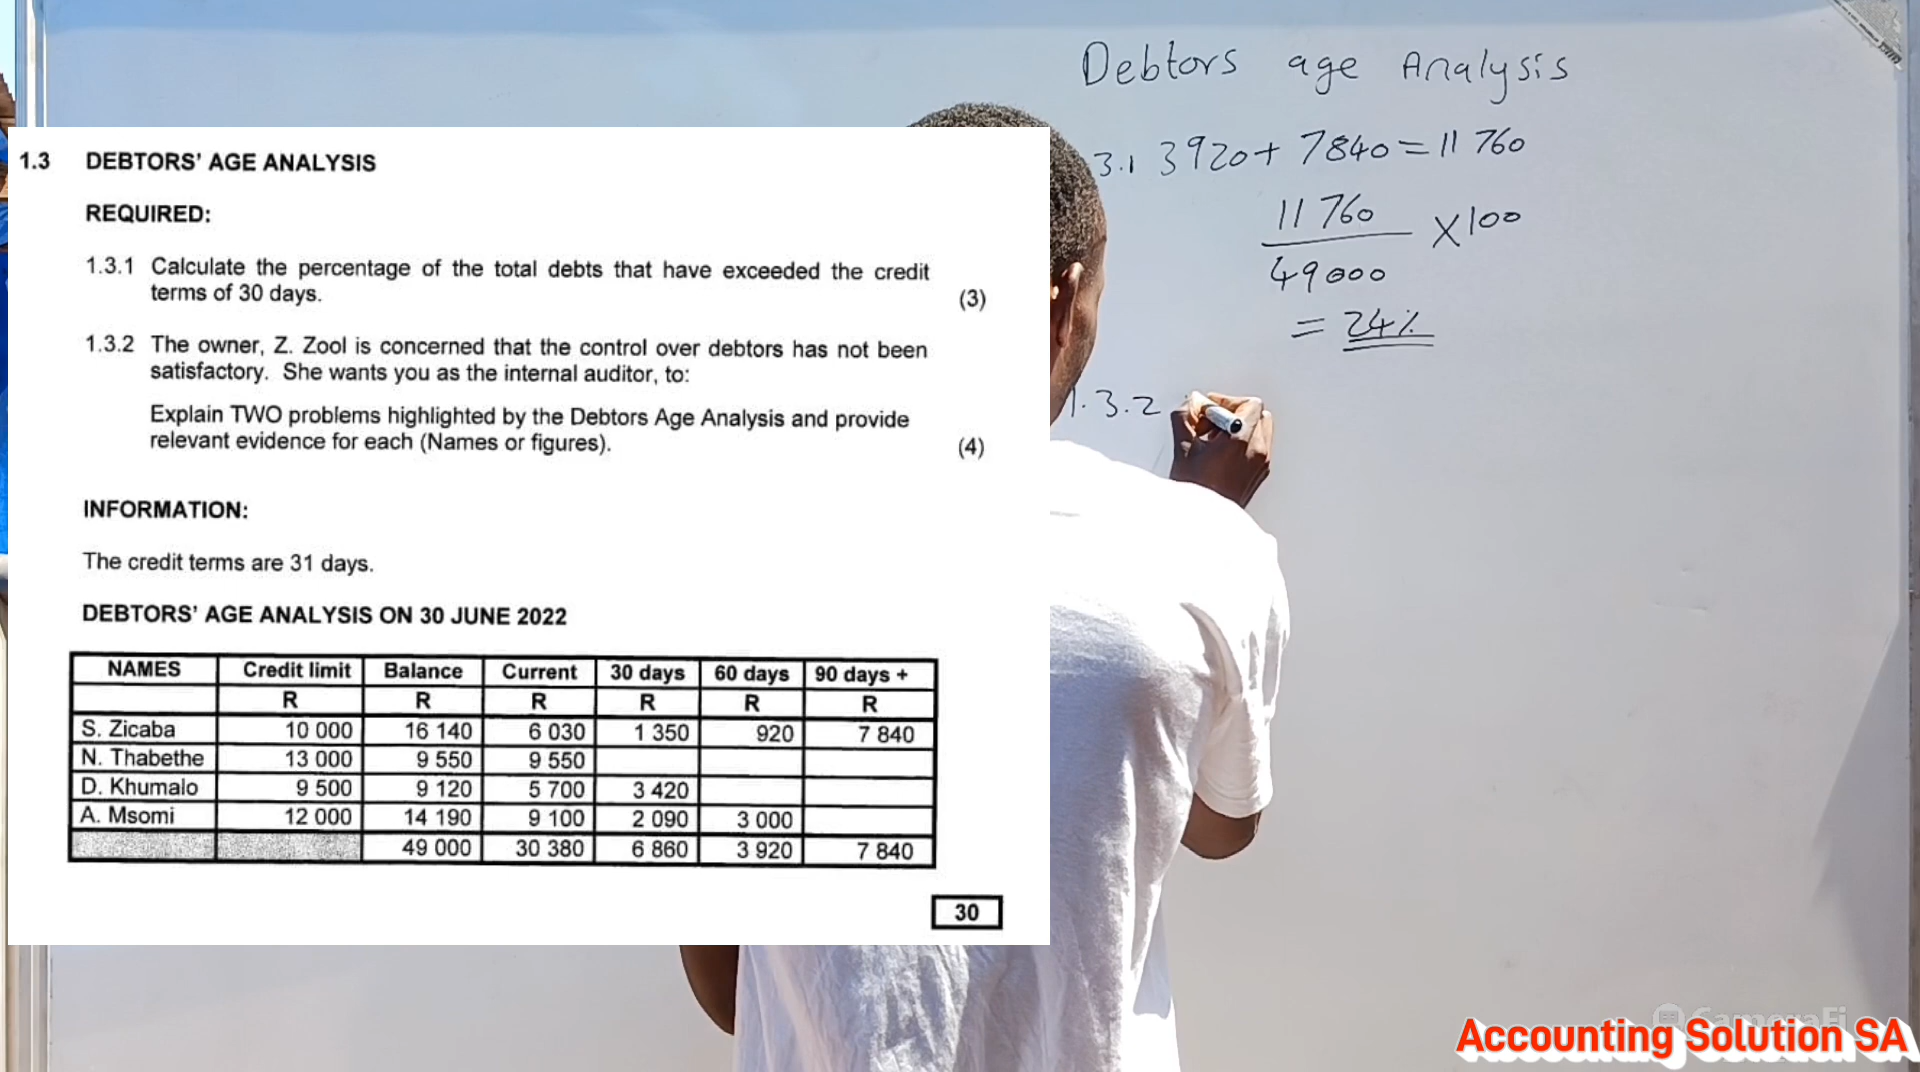 Debtors age Analysis
3.1 3920 + 7840 = 11 760
11 760
49000
× 100
= 24%
1.3.2
1.3 DEBTORS' AGE ANALYSIS
REQUIRED:
1.3.1 Calculate the percentage of the total debts that have exceeded the credit
terms of 30 days.
(3)
1.3.2 The owner, Z. Zool is concerned that the control over debtors has not been
satisfactory. She wants you as the internal auditor, to:
Explain TWO problems highlighted by the Debtors Age Analysis and provide
relevant evidence for each (Names or figures).
(4)
INFORMATION:
The credit terms are 31 days.
DEBTORS' AGE ANALYSIS ON 30 JUNE 2022
NAMES Credit limit Balance Current 30 days 60 days 90 days +
R R R R R R
S. Zicaba 10 000 16 140 6 030 1 350 920 7 840
N. Thabethe 13 000 9 550 9 550
D. Khumalo 9 500 9 120 5 700 3 420
A. Msomi 12 000 14 190 9 100 2 090 3 000
49 000 30 380 6 860 3 920 7 840
30
CameraFi
Accounting Solution SA